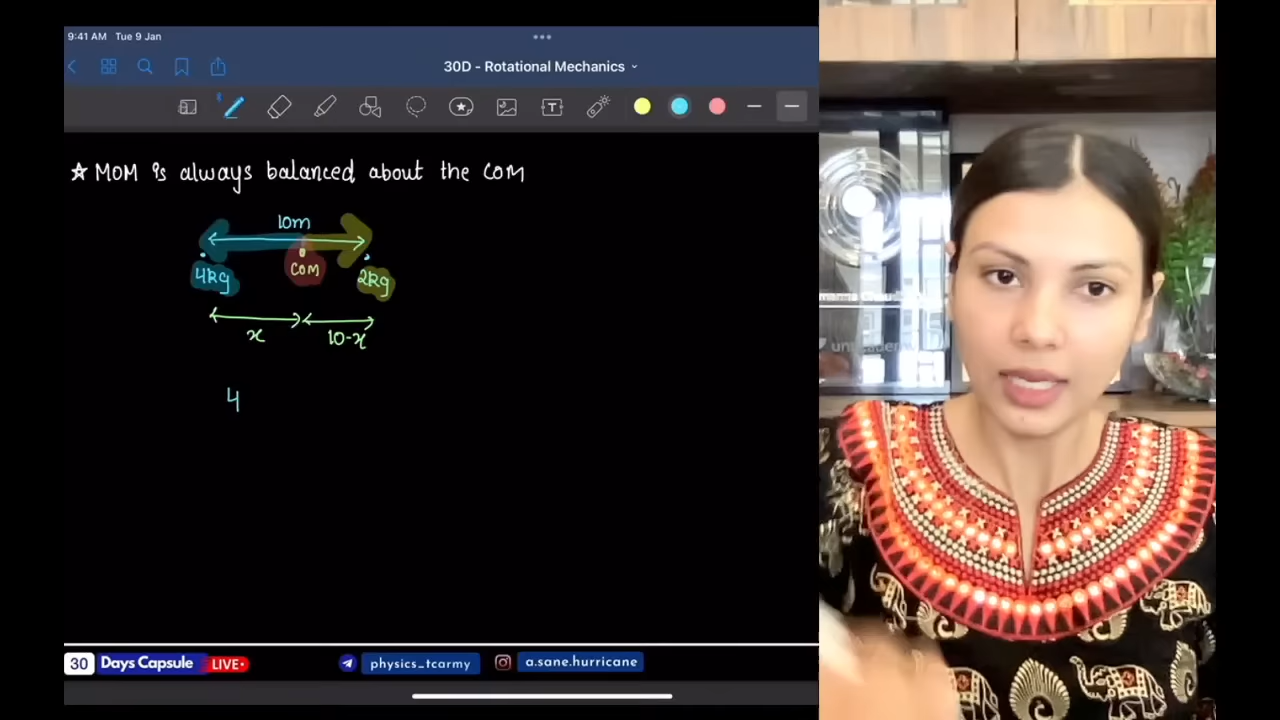 9:41 AM Tue 9 Jan
30D - Rotational Mechanics
T
☆ MOM is always balanced about the COM
10m
4kg
COM
2kg
x
10-x
4
30 Days Capsule LIVE
physics_tcarmy
a.sane.hurricane